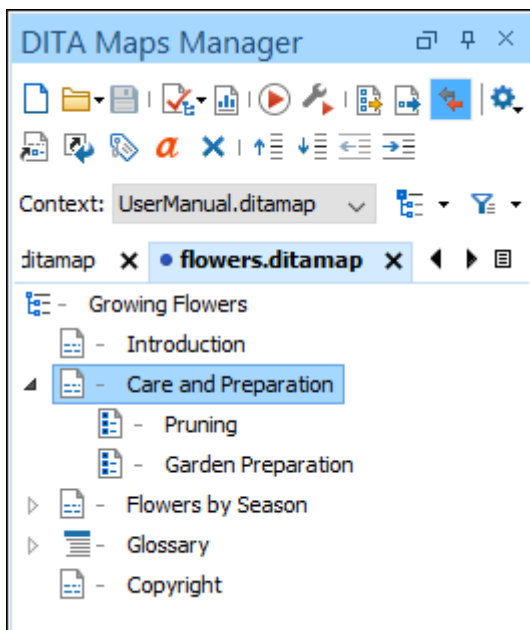 DITA Maps Manager
Context: UserManual.ditamap
ditamap flowers.ditamap
Growing Flowers
Introduction
Care and Preparation
Pruning
Garden Preparation
Flowers by Season
Glossary
Copyright